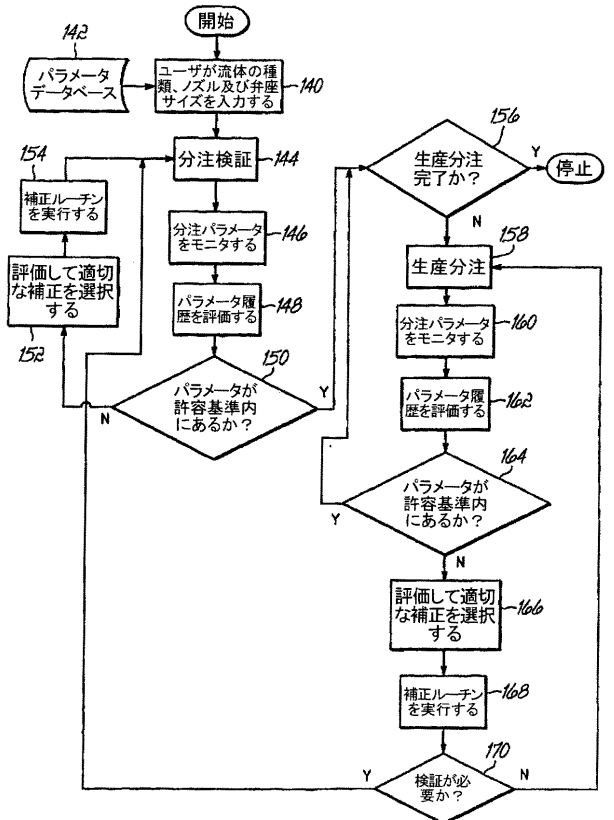 開始
142
パラメータ
データベース
ユーザが流体の種
類、ノズル及び弁座
サイズを入力する
140
分注検証
144
分注パラメータ
をモニタする
146
パラメータ履
歴を評価する
148
パラメータが
許容基準内
にあるか?
150
Y
N
評価して適切
な補正を選択
する
152
補正ルーチン
を実行する
154
生産分注
完了か?
156
Y
停止
N
生産分注
158
分注パラメータ
をモニタする
160
パラメータ履
歴を評価する
162
パラメータが
許容基準内
にあるか?
164
Y
N
評価して適切
な補正を選択
する
166
補正ルーチン
を実行する
168
検証が必
要か?
170
Y
N